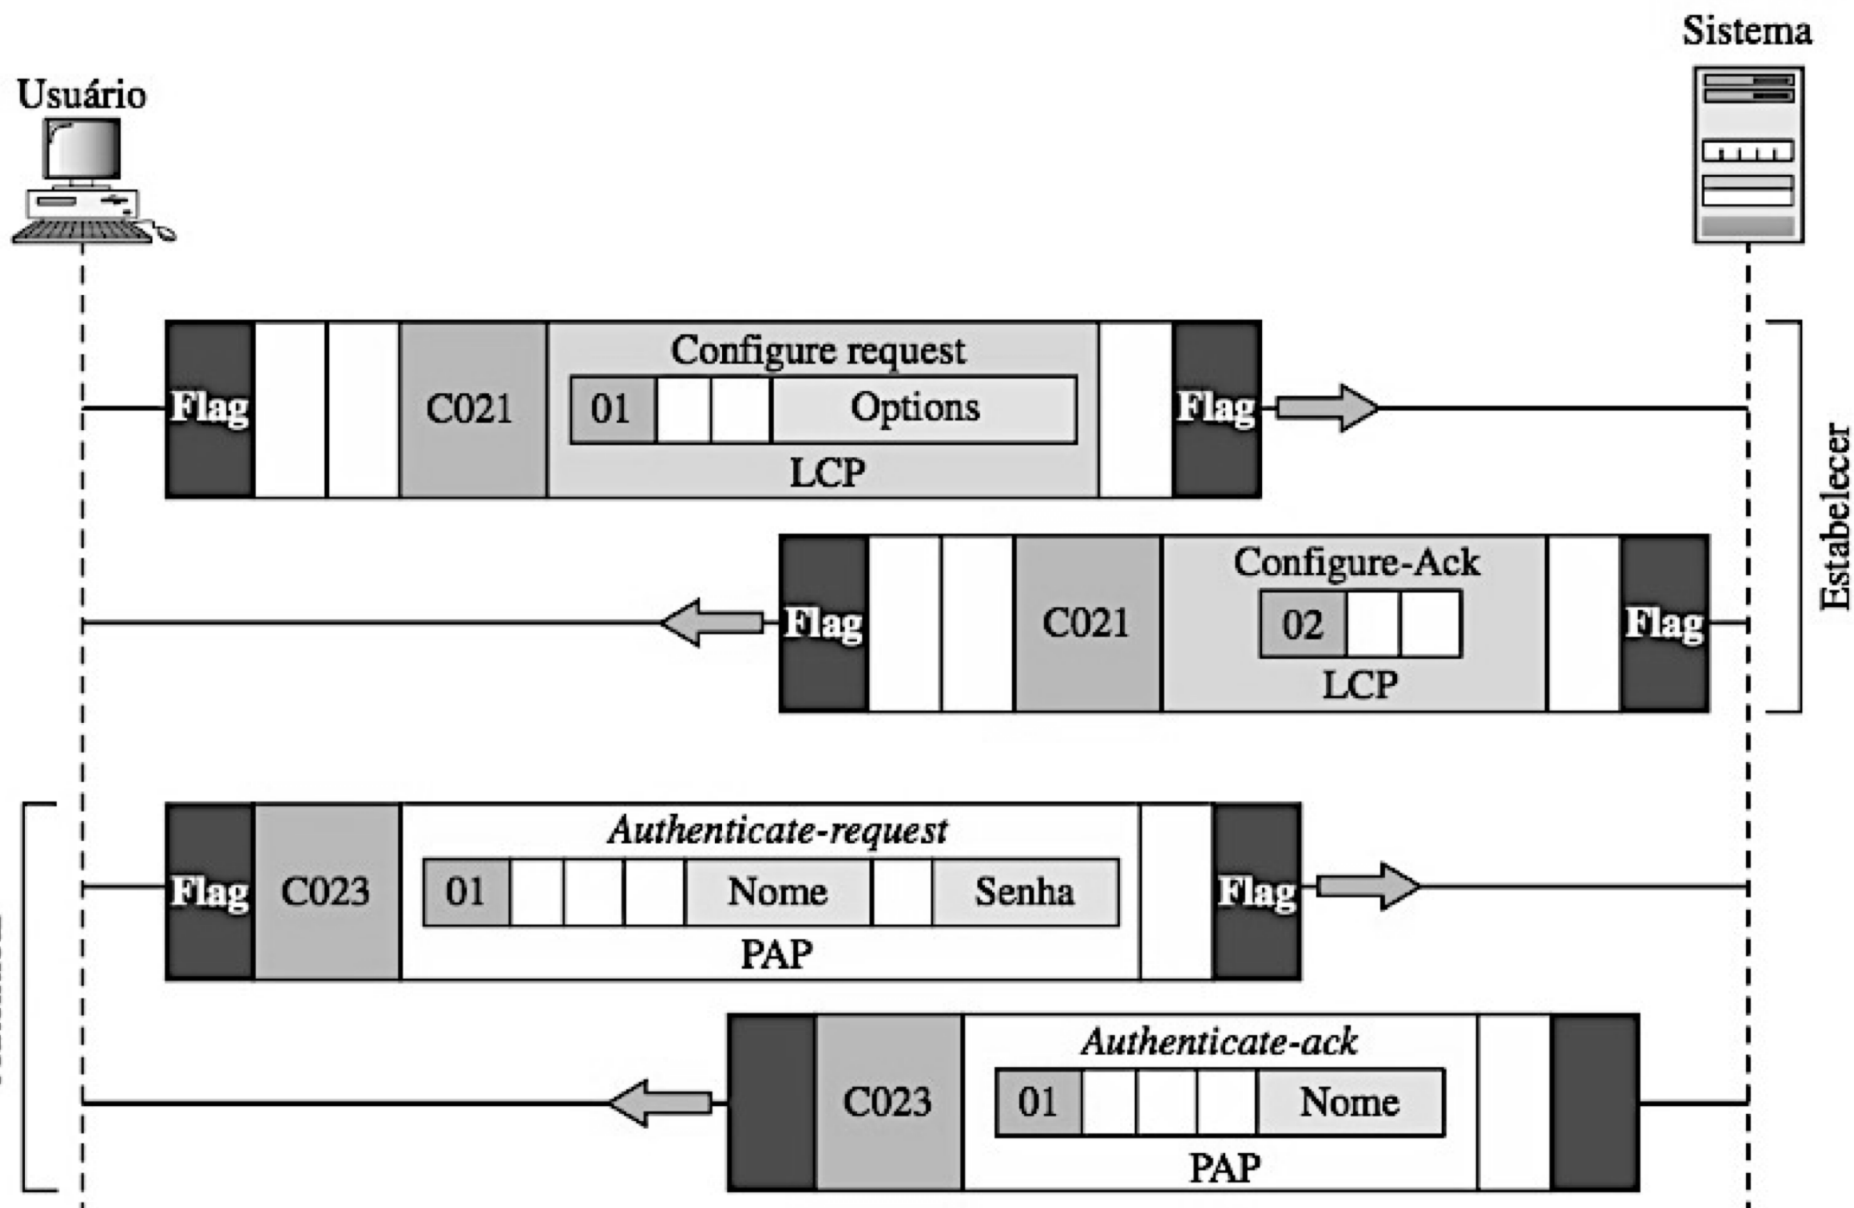 Sistema
Usuário
Configure request
Flag C021 01 Options Flag
LCP
Estabelecer
Configure-Ack
Flag C021 02 Flag
LCP
Authenticate-request
Flag C023 01 Nome Senha Flag
PAP
Authenticate-ack
C023 01 Nome
PAP